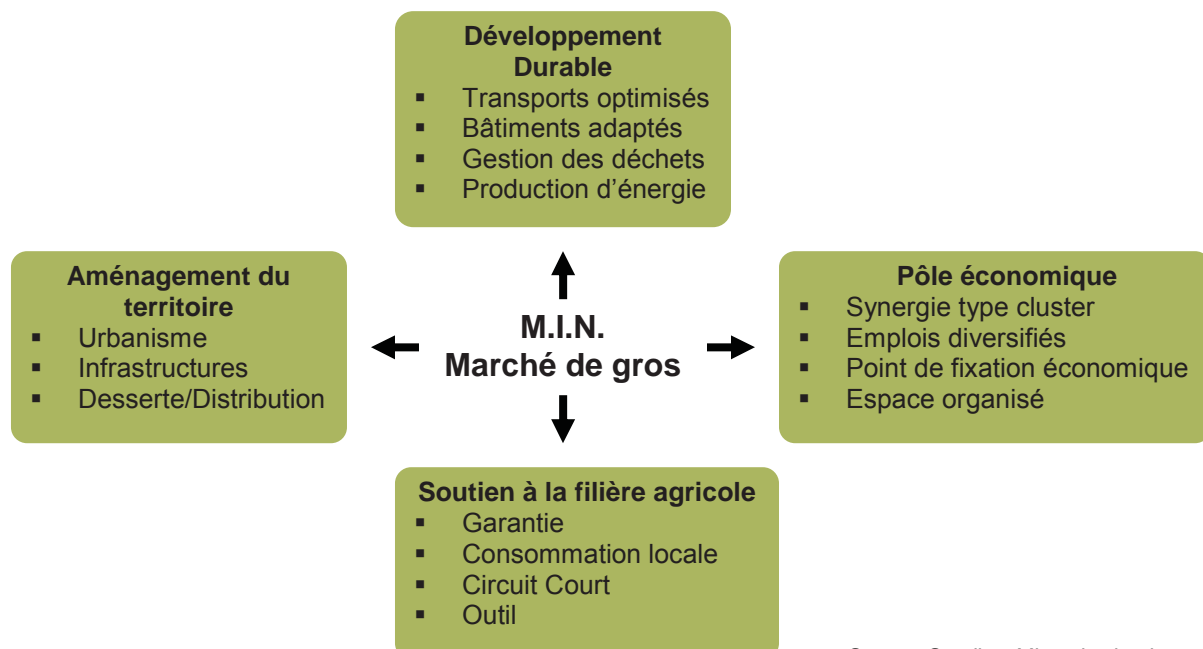 Développement
Durable
▪ Transports optimisés
▪ Bâtiments adaptés
▪ Gestion des déchets
▪ Production d’énergie
Aménagement du
territoire
▪ Urbanisme
▪ Infrastructures
▪ Desserte/Distribution
M.I.N.
Marché de gros
Pôle économique
▪ Synergie type cluster
▪ Emplois diversifiés
▪ Point de fixation économique
▪ Espace organisé
Soutien à la filière agricole
▪ Garantie
▪ Consommation locale
▪ Circuit Court
▪ Outil